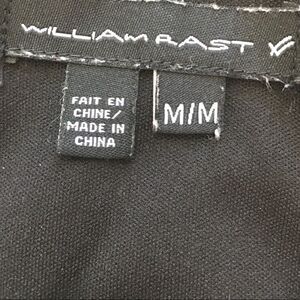 WILLIAM RAST
FAIT EN
CHINE/
MADE IN
CHINA
M/M